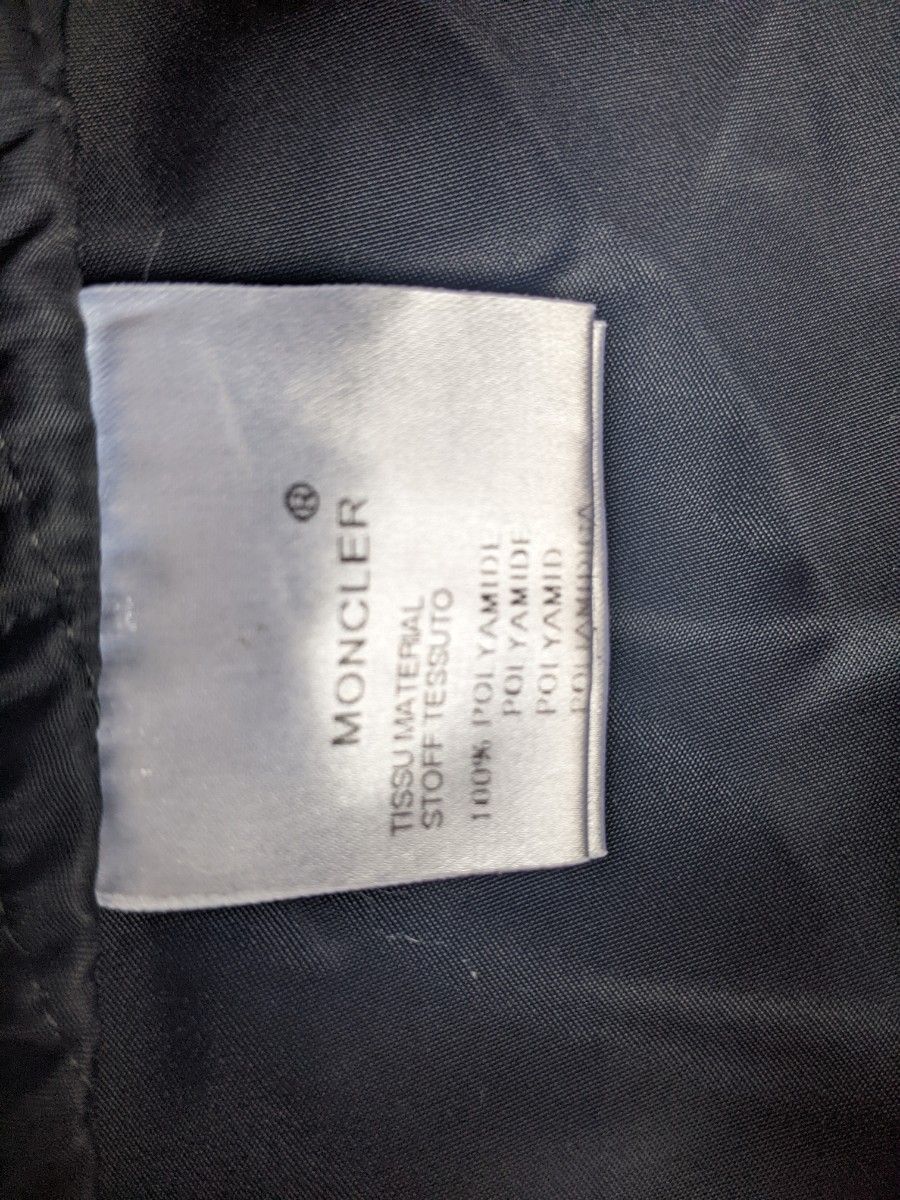 ®
MONCLER
TISSU MATERIAL
STOFF TESSUTO
100% POLYAMIDE
POLYAMIDE
POLYAMID